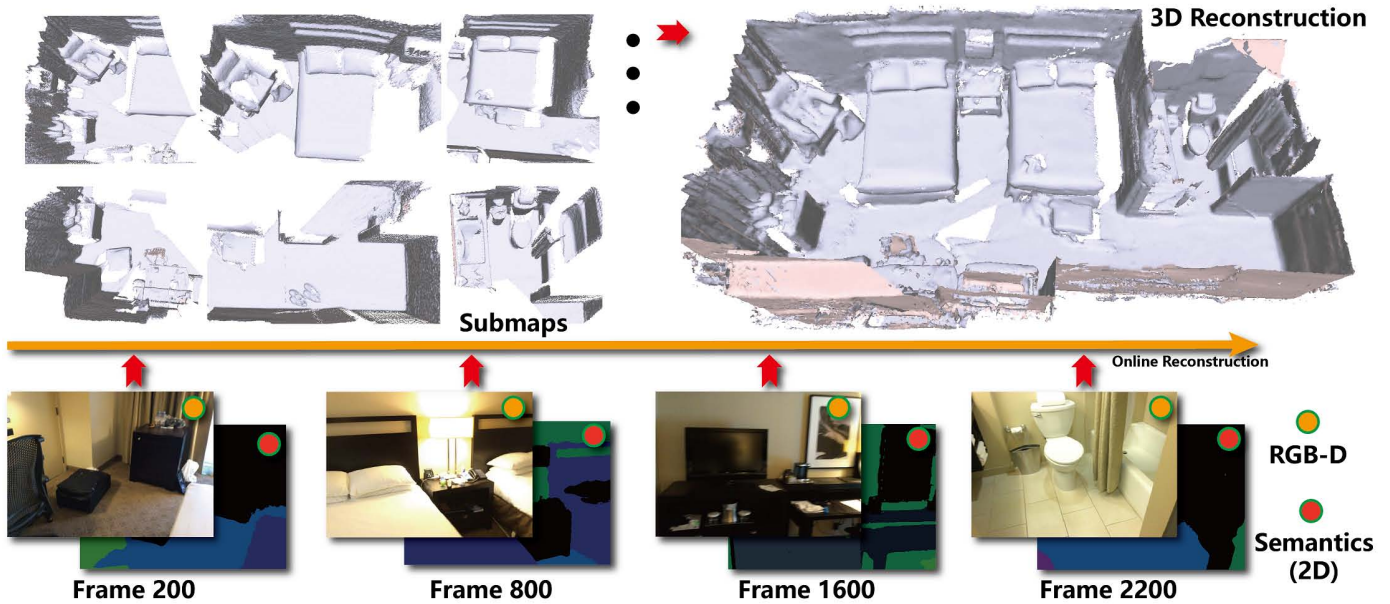 3D Reconstruction
Submaps
Online Reconstruction
RGB-D
Semantics
(2D)
Frame 200
Frame 800
Frame 1600
Frame 2200